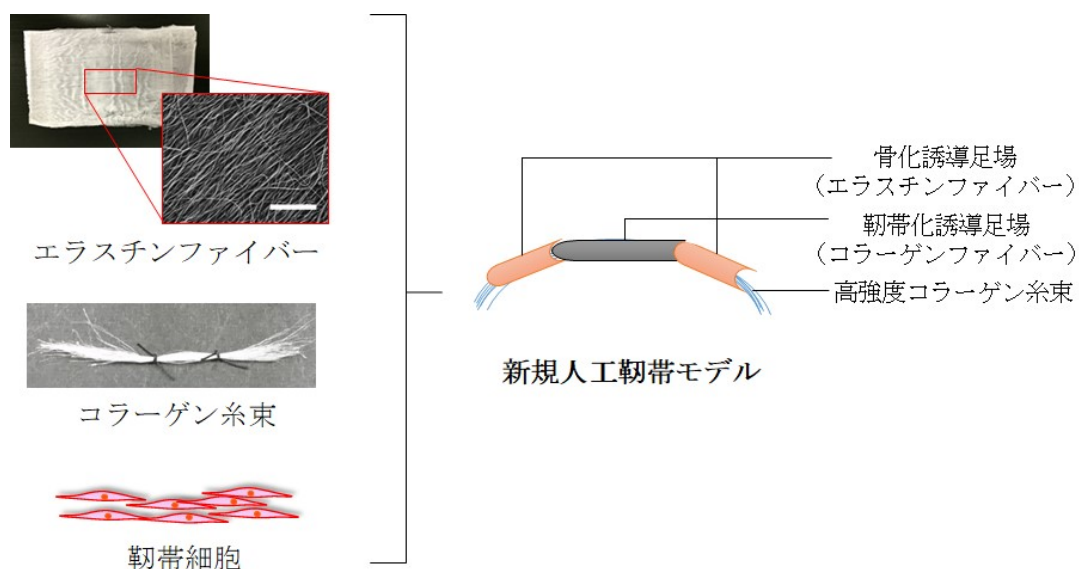 エラスチンファイバー
コラーゲン糸束
靭帯細胞
骨化誘導足場
（エラスチンファイバー）
靭帯化誘導足場
（コラーゲンファイバー）
高強度コラーゲン糸束
新規人工靭帯モデル